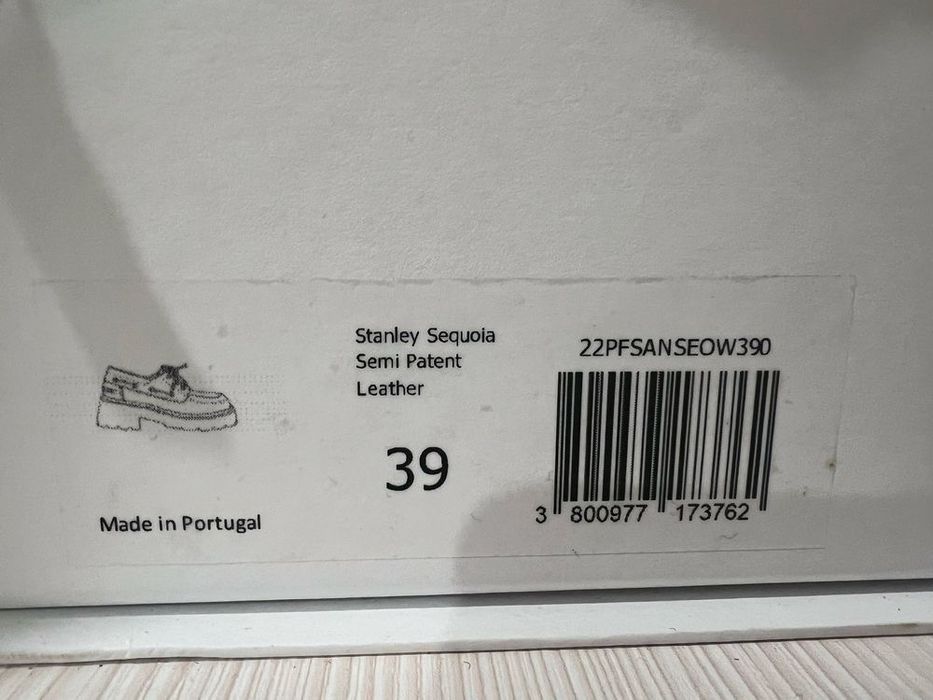 Stanley Sequoia
Semi Patent
Leather
39
Made in Portugal
22PFSANSEOW390
3 800977 173762